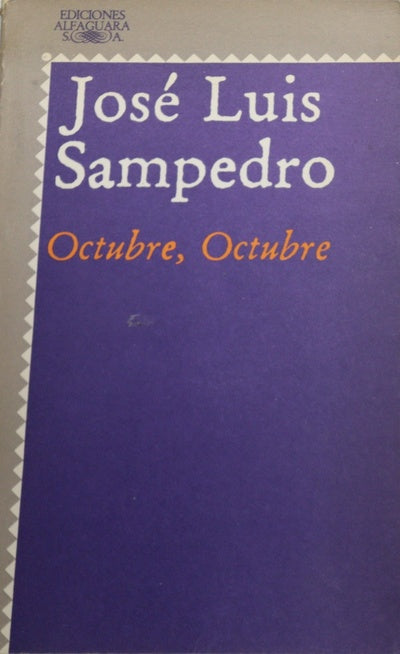 EDICIONES
ALFAGUARA
S. A.
José Luis
Sampedro
Octubre, Octubre